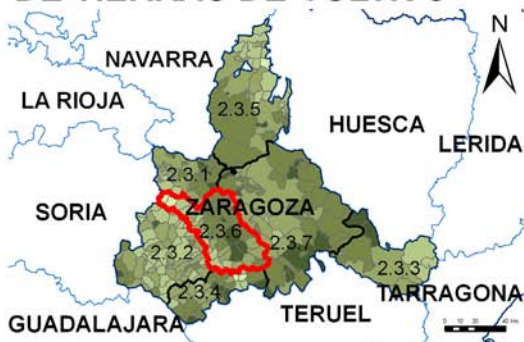 NAVARRA
N
LA RIOJA
2.3.5
HUESCA
LERIDA
2.3.1
SORIA
ZARAGOZA
2.3.6
2.3.2
2.3.7
2.3.3
2.3.4
TARRAGONA
TERUEL
GUADALAJARA